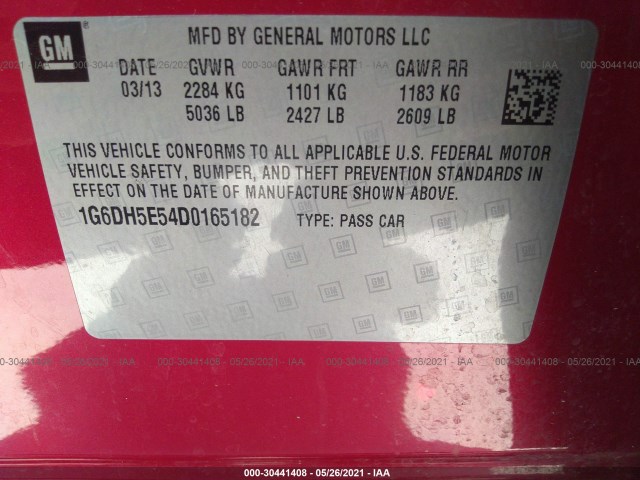 GM MFD BY GENERAL MOTORS LLC
DATE GVWR GAWR FRT GAWR RR
03/13 2284 KG 1101 KG 1183 KG
5036 LB 2427 LB 2609 LB
THIS VEHICLE CONFORMS TO ALL APPLICABLE U.S. FEDERAL MOTOR
VEHICLE SAFETY, BUMPER, AND THEFT PREVENTION STANDARDS IN
EFFECT ON THE DATE OF MANUFACTURE SHOWN ABOVE.
1G6DH5E54D0165182 TYPE: PASS CAR
000-30441408 - 05/26/2021 - IAA